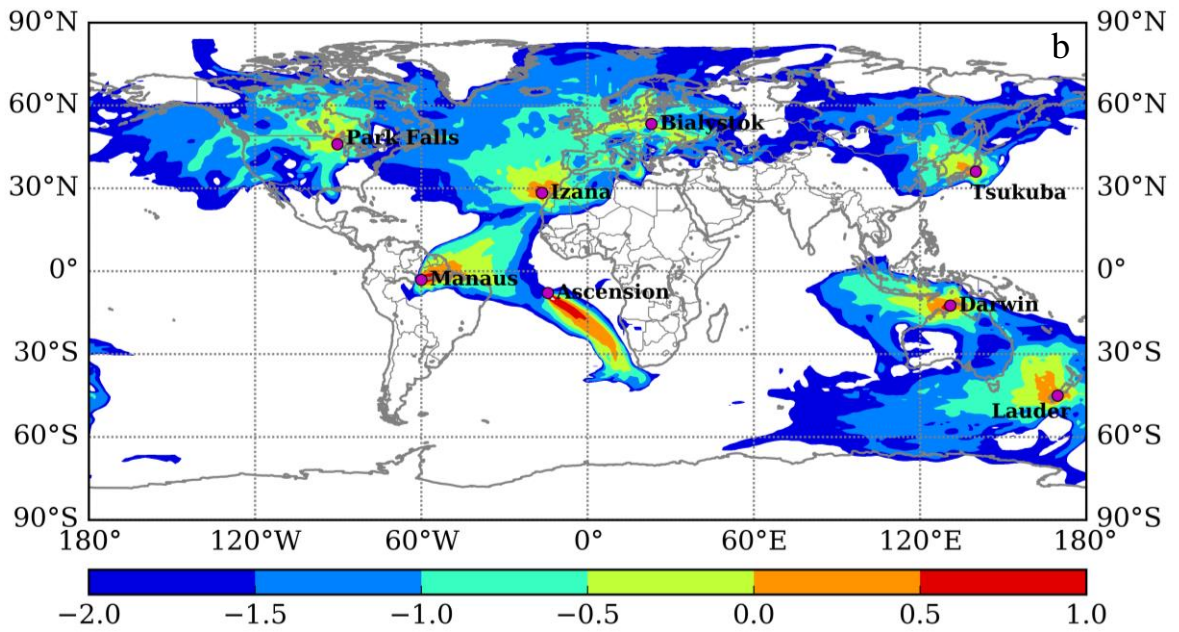 90°N
90°N
b
60°N
60°N
Park Falls
Bialystok
30°N
Izana
Tsukuba
30°N
0°
Manaus
Ascension
Darwin
0°
30°S
30°S
Lauder
60°S
60°S
90°S
90°S
180°
120°W
60°W
0°
60°E
120°E
180°
−2.0
−1.5
−1.0
−0.5
0.0
0.5
1.0